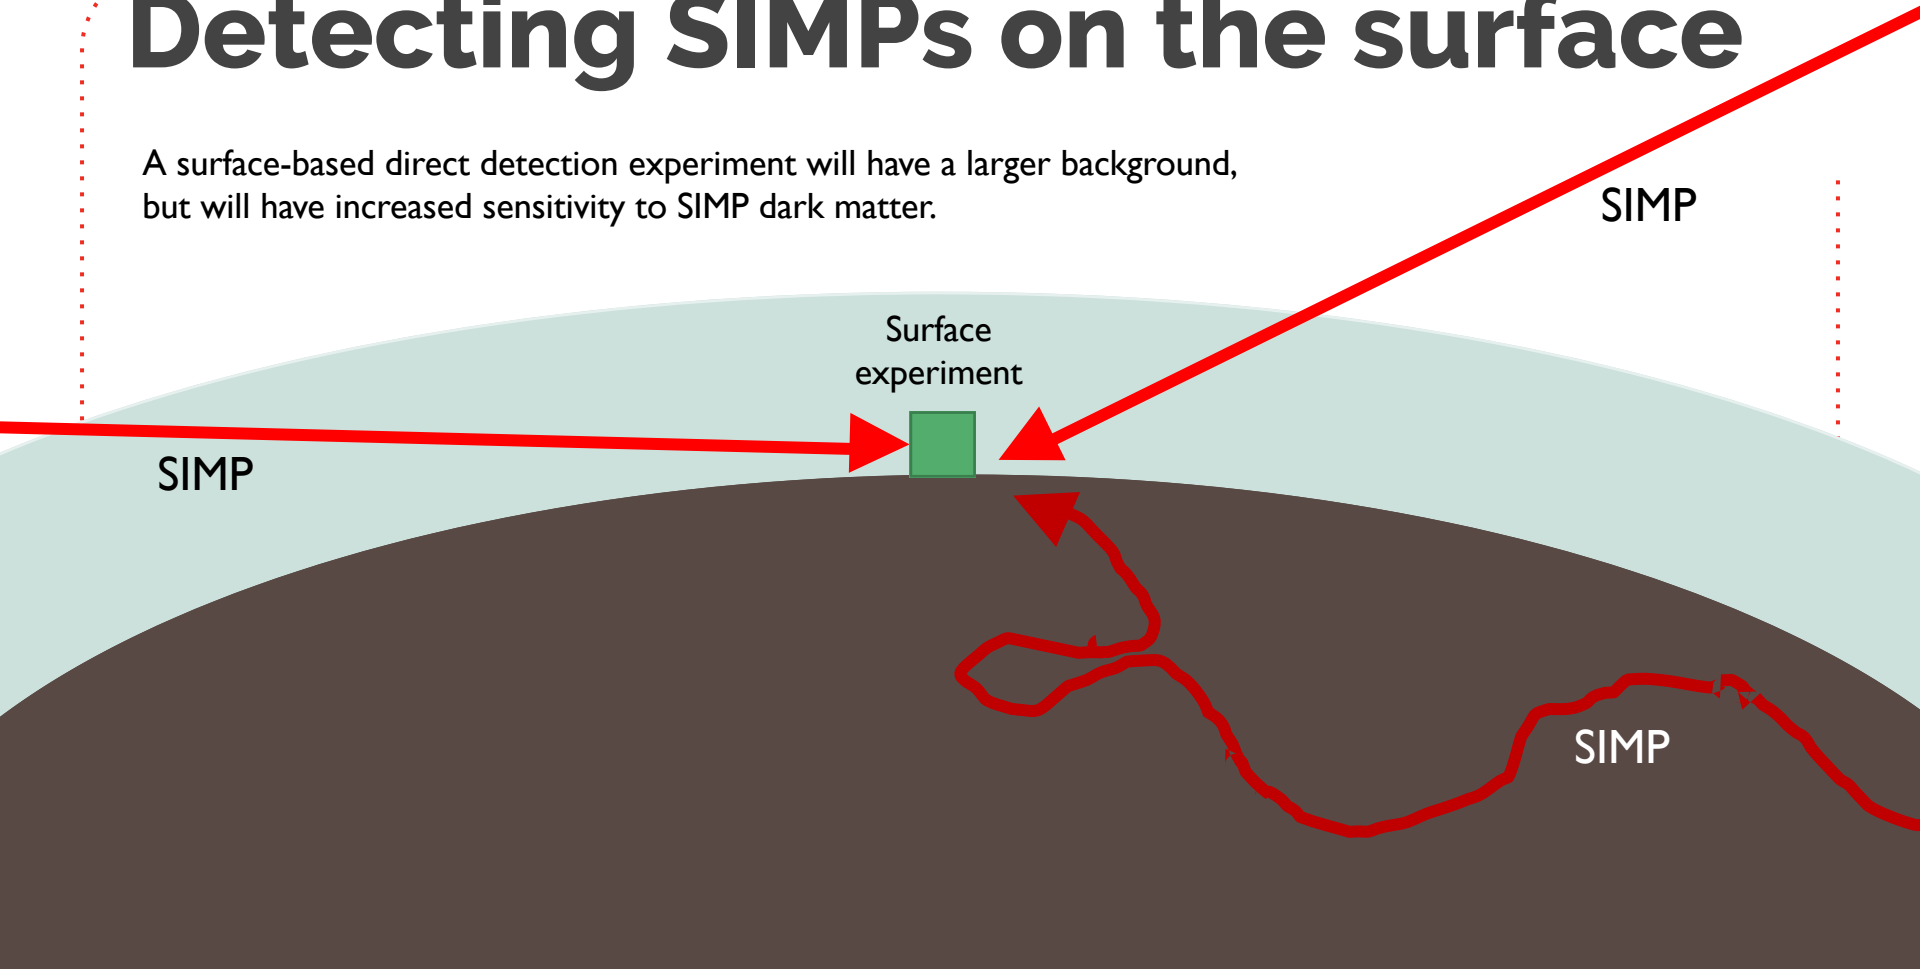 Detecting SIMPs on the surface
A surface-based direct detection experiment will have a larger background,
but will have increased sensitivity to SIMP dark matter.
SIMP
Surface
experiment
SIMP
SIMP